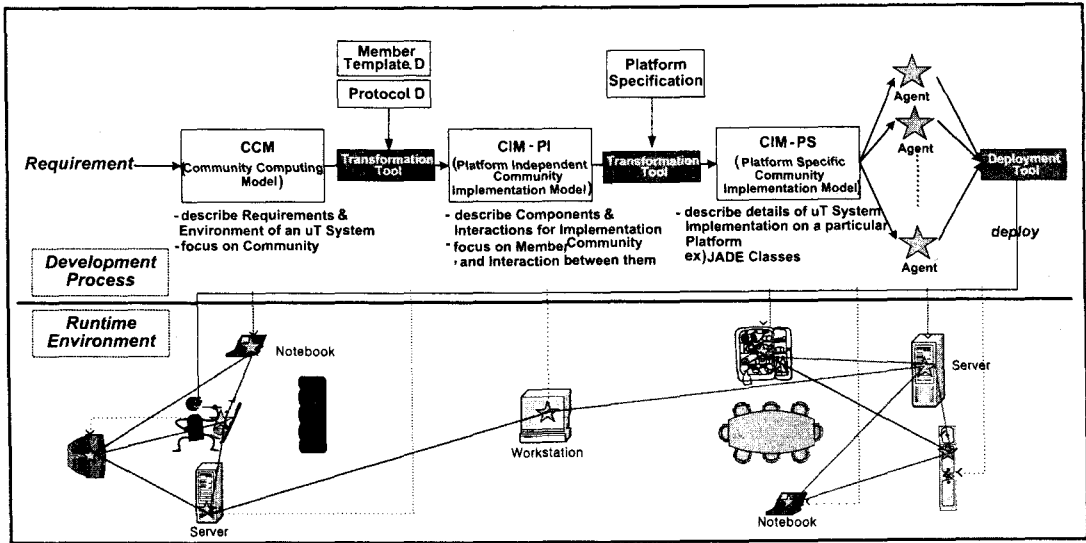 Member
Template D
Protocol D
Platform
Specification
Agent
Agent
Agent
Requirement
CCM
(Community Computing
Model)
Transformation
Tool
CIM - PI
(Platform Independent
Community
Implementation Model)
Transformation
Tool
CIM-PS
(Platform Specific
Community
Implementation Model)
Deployment
Tool
- describe Requirements &
Environment of an uT System
- focus on Community
- describe Components &
Interactions for Implementation
- focus on Member, Community
and Interaction between them
- describe details of uT System
Implementation on a particular
Platform
ex) JADE Classes
deploy
Development
Process
Runtime
Environment
Notebook
Server
Workstation
Server
Notebook